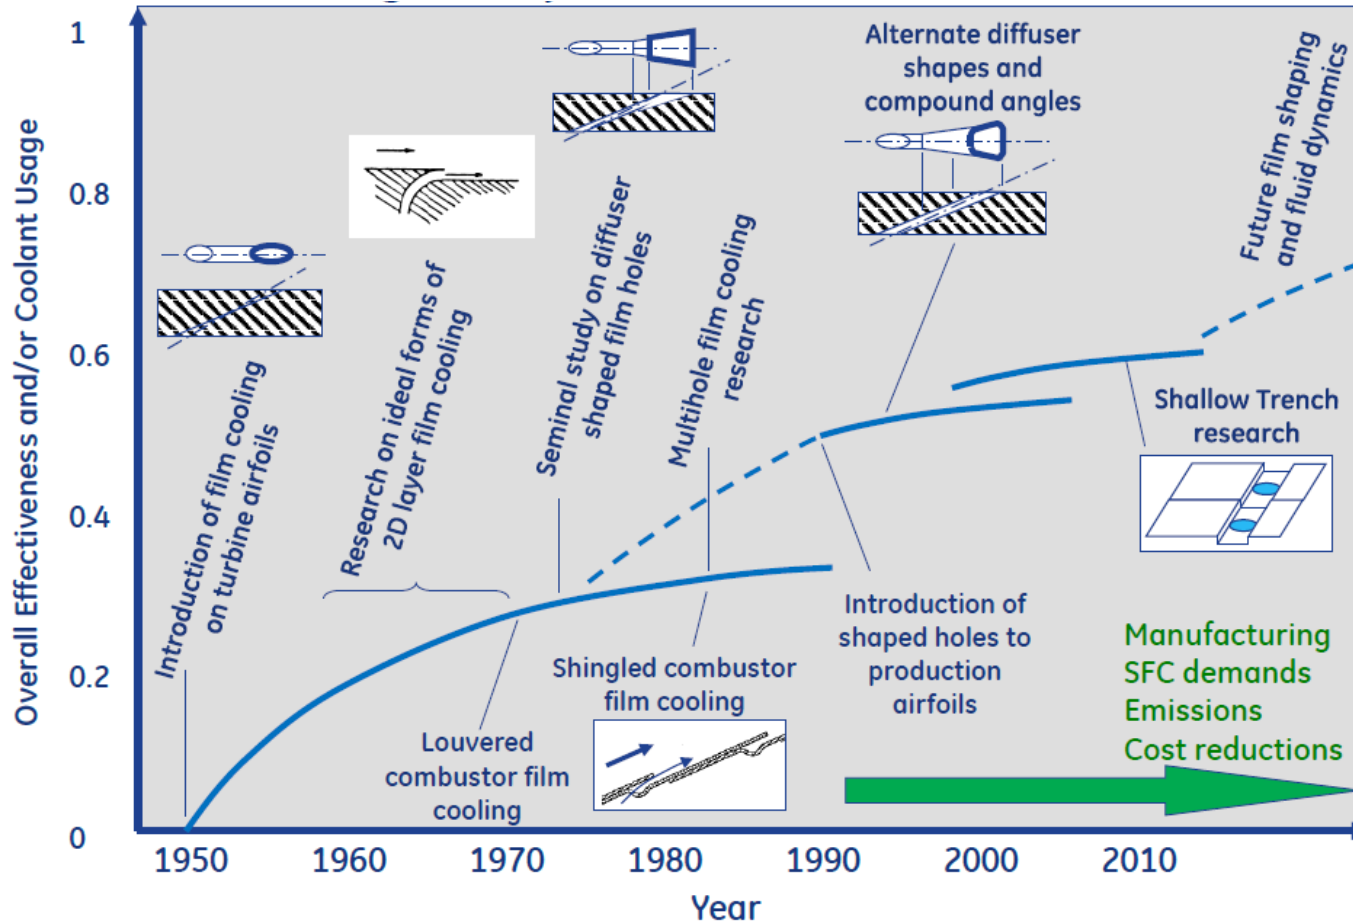 1
0.8
0.6
0.4
0.2
0
Overall Effectiveness and/or Coolant Usage
1950
1960
1970
1980
1990
2000
2010
Year
Introduction of film cooling
on turbine airfoils
Research on ideal forms of
2D layer film cooling
Seminal study on diffuser
shaped film holes
Multihole film cooling
research
Alternate diffuser
shapes and
compound angles
Future film shaping
and fluid dynamics
Louvered
combustor film
cooling
Shingled combustor
film cooling
Introduction of
shaped holes to
production
airfoils
Shallow Trench
research
Manufacturing
SFC demands
Emissions
Cost reductions